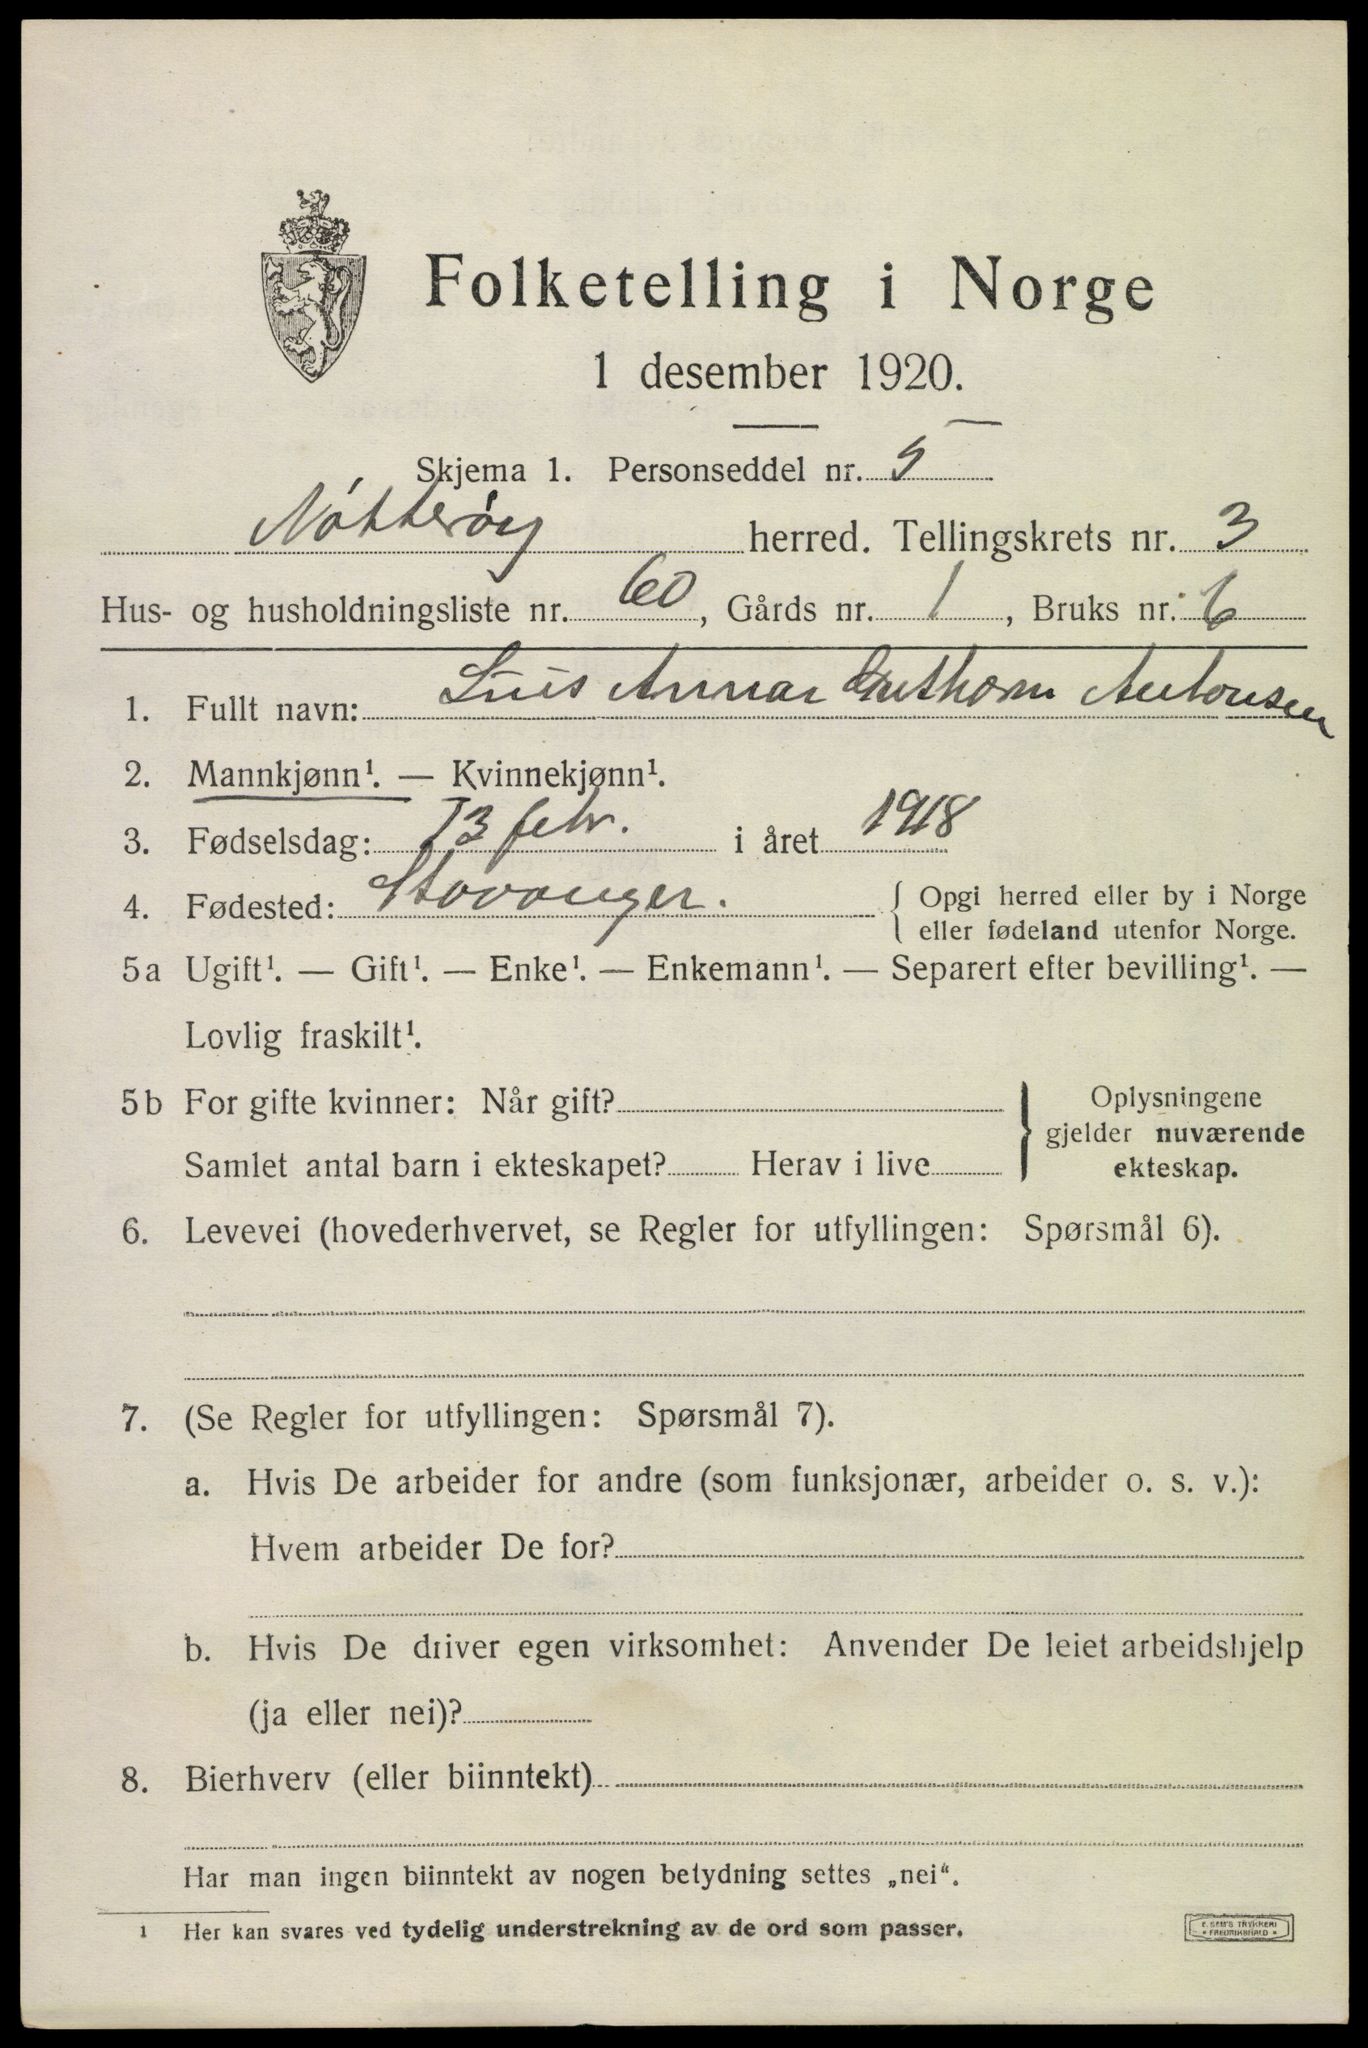 Folketelling i Norge
1 desember 1920.
Skjema 1. Personseddel nr. 5
Nøtterøy herred. Tellingskrets nr. 3
Hus- og husholdningsliste nr. 60, Gårds nr. 1, Bruks nr. 6
1. Fullt navn: Annar Guthorm Antonsen
2. Mannkjønn¹. — Kvinnekjønn¹.
3. Fødselsdag: 13 febr. i året 1918
4. Fødested: Stavanger. { Opgi herred eller by i Norge
eller fødeland utenfor Norge.
5a Ugift¹. — Gift¹. — Enke¹. — Enkemann¹. — Separert efter bevilling¹. —
Lovlig fraskilt¹.
5b For gifte kvinner: Når gift?
Samlet antal barn i ekteskapet? Herav i live
} Oplysningene
gjelder nuværende
ekteskap.
6. Levevei (hovederhvervet, se Regler for utfyllingen: Spørsmål 6).
7. (Se Regler for utfyllingen: Spørsmål 7).
a. Hvis De arbeider for andre (som funksjonær, arbeider o. s. v.):
Hvem arbeider De for?
b. Hvis De driver egen virksomhet: Anvender De leiet arbeidshjelp
(ja eller nei)?
8. Bierhverv (eller biinntekt)
Har man ingen biinntekt av nogen betydning settes „nei“.
1 Her kan svares ved tydelig understrekning av de ord som passer.
E. SEM'S TRYKKERI
FREDRIKSHALD